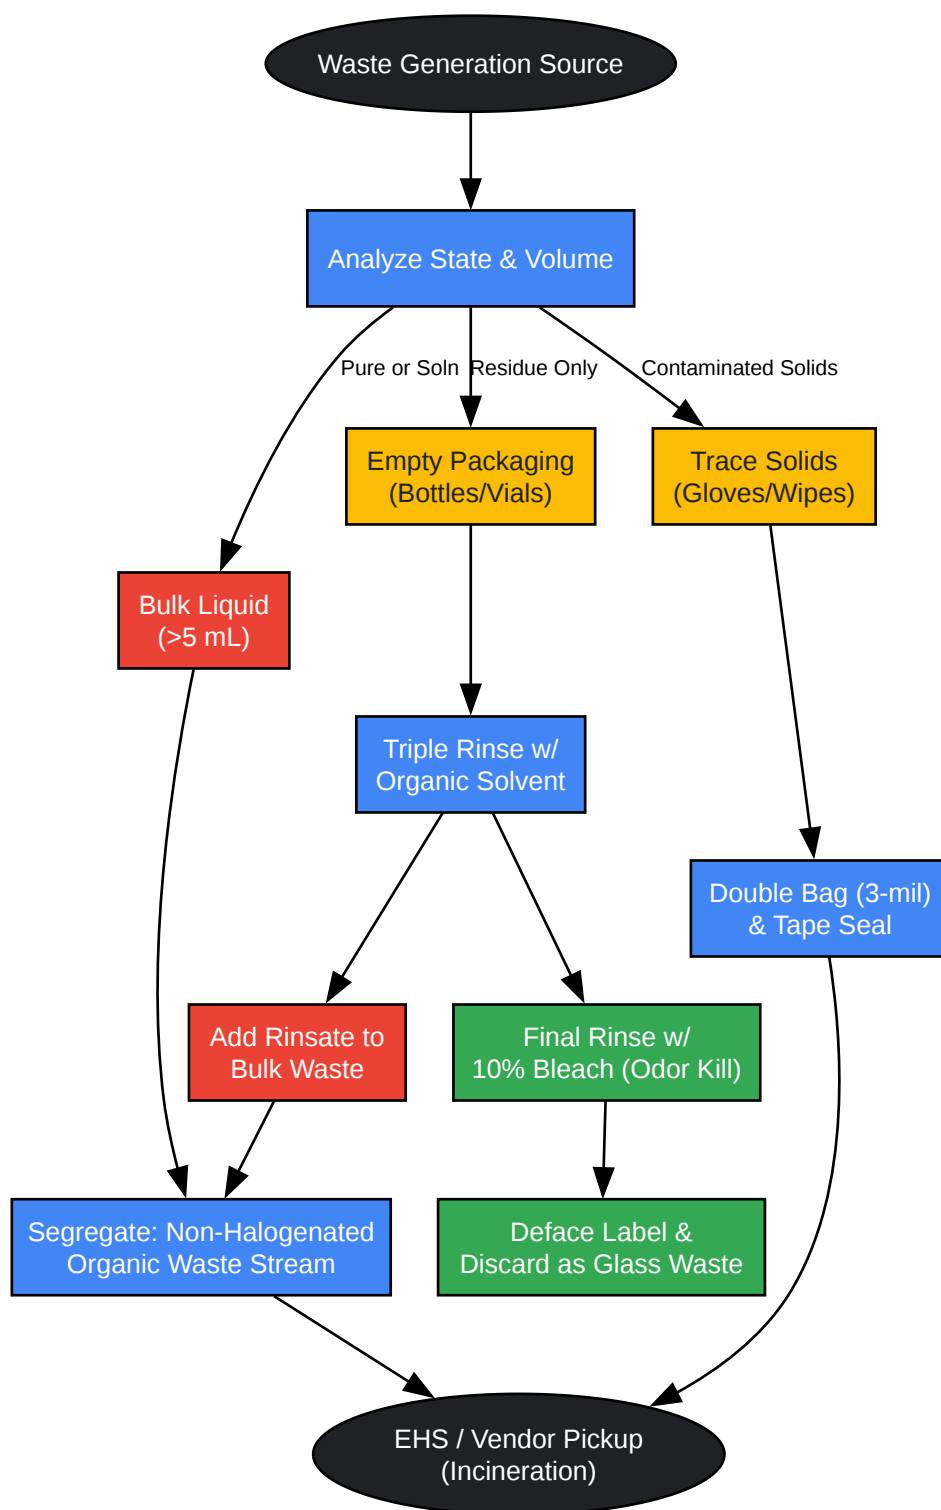 Waste Generation Source
Analyze State & Volume
Pure or Soln
Residue Only
Contaminated Solids
Empty Packaging
(Bottles/Vials)
Trace Solids
(Gloves/Wipes)
Bulk Liquid
(>5 mL)
Triple Rinse w/
Organic Solvent
Double Bag (3-mil)
& Tape Seal
Add Rinsate to
Bulk Waste
Final Rinse w/
10% Bleach (Odor Kill)
Segregate: Non-Halogenated
Organic Waste Stream
Deface Label &
Discard as Glass Waste
EHS / Vendor Pickup
(Incineration)